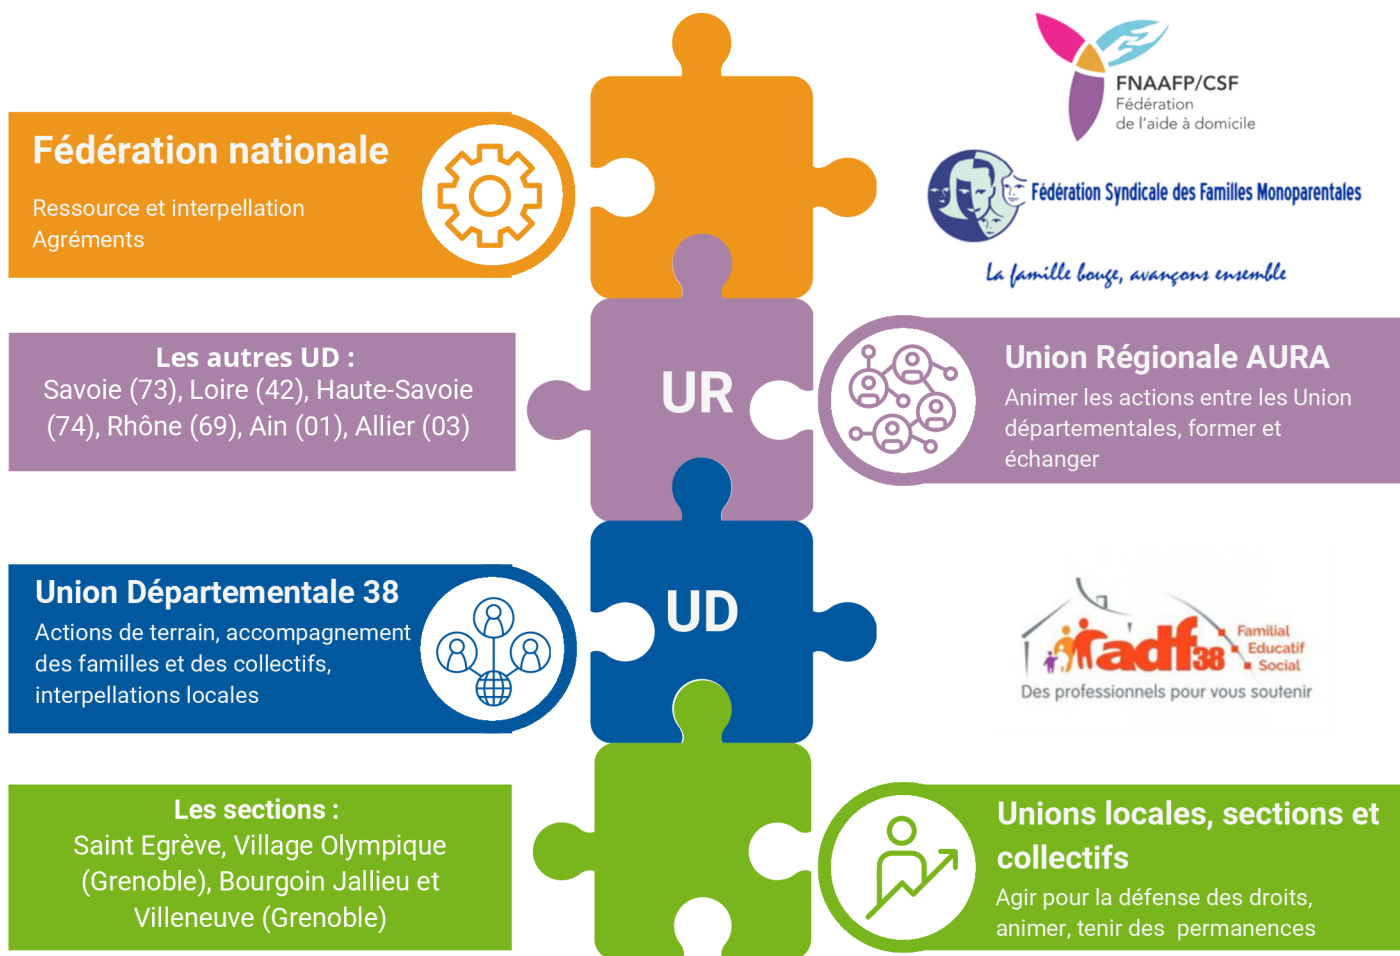 FNAAFP/CSF
Fédération
de l'aide à domicile
Fédération nationale
Ressource et interpellation
Agréments
Fédération Syndicale des Familles Monoparentales
La famille bouge, avançons ensemble
Les autres UD :
Savoie (73), Loire (42), Haute-Savoie
(74), Rhône (69), Ain (01), Allier (03)
UR
Union Régionale AURA
Animer les actions entre les Union
départementales, former et
échanger
Union Départementale 38
Actions de terrain, accompagnement
des familles et des collectifs,
interpellations locales
UD
adf38
Familial
Educatif
Social
Des professionnels pour vous soutenir
Les sections :
Saint Egrève, Village Olympique
(Grenoble), Bourgoin Jallieu et
Villeneuve (Grenoble)
Unions locales, sections et
collectifs
Agir pour la défense des droits,
animer, tenir des  permanences